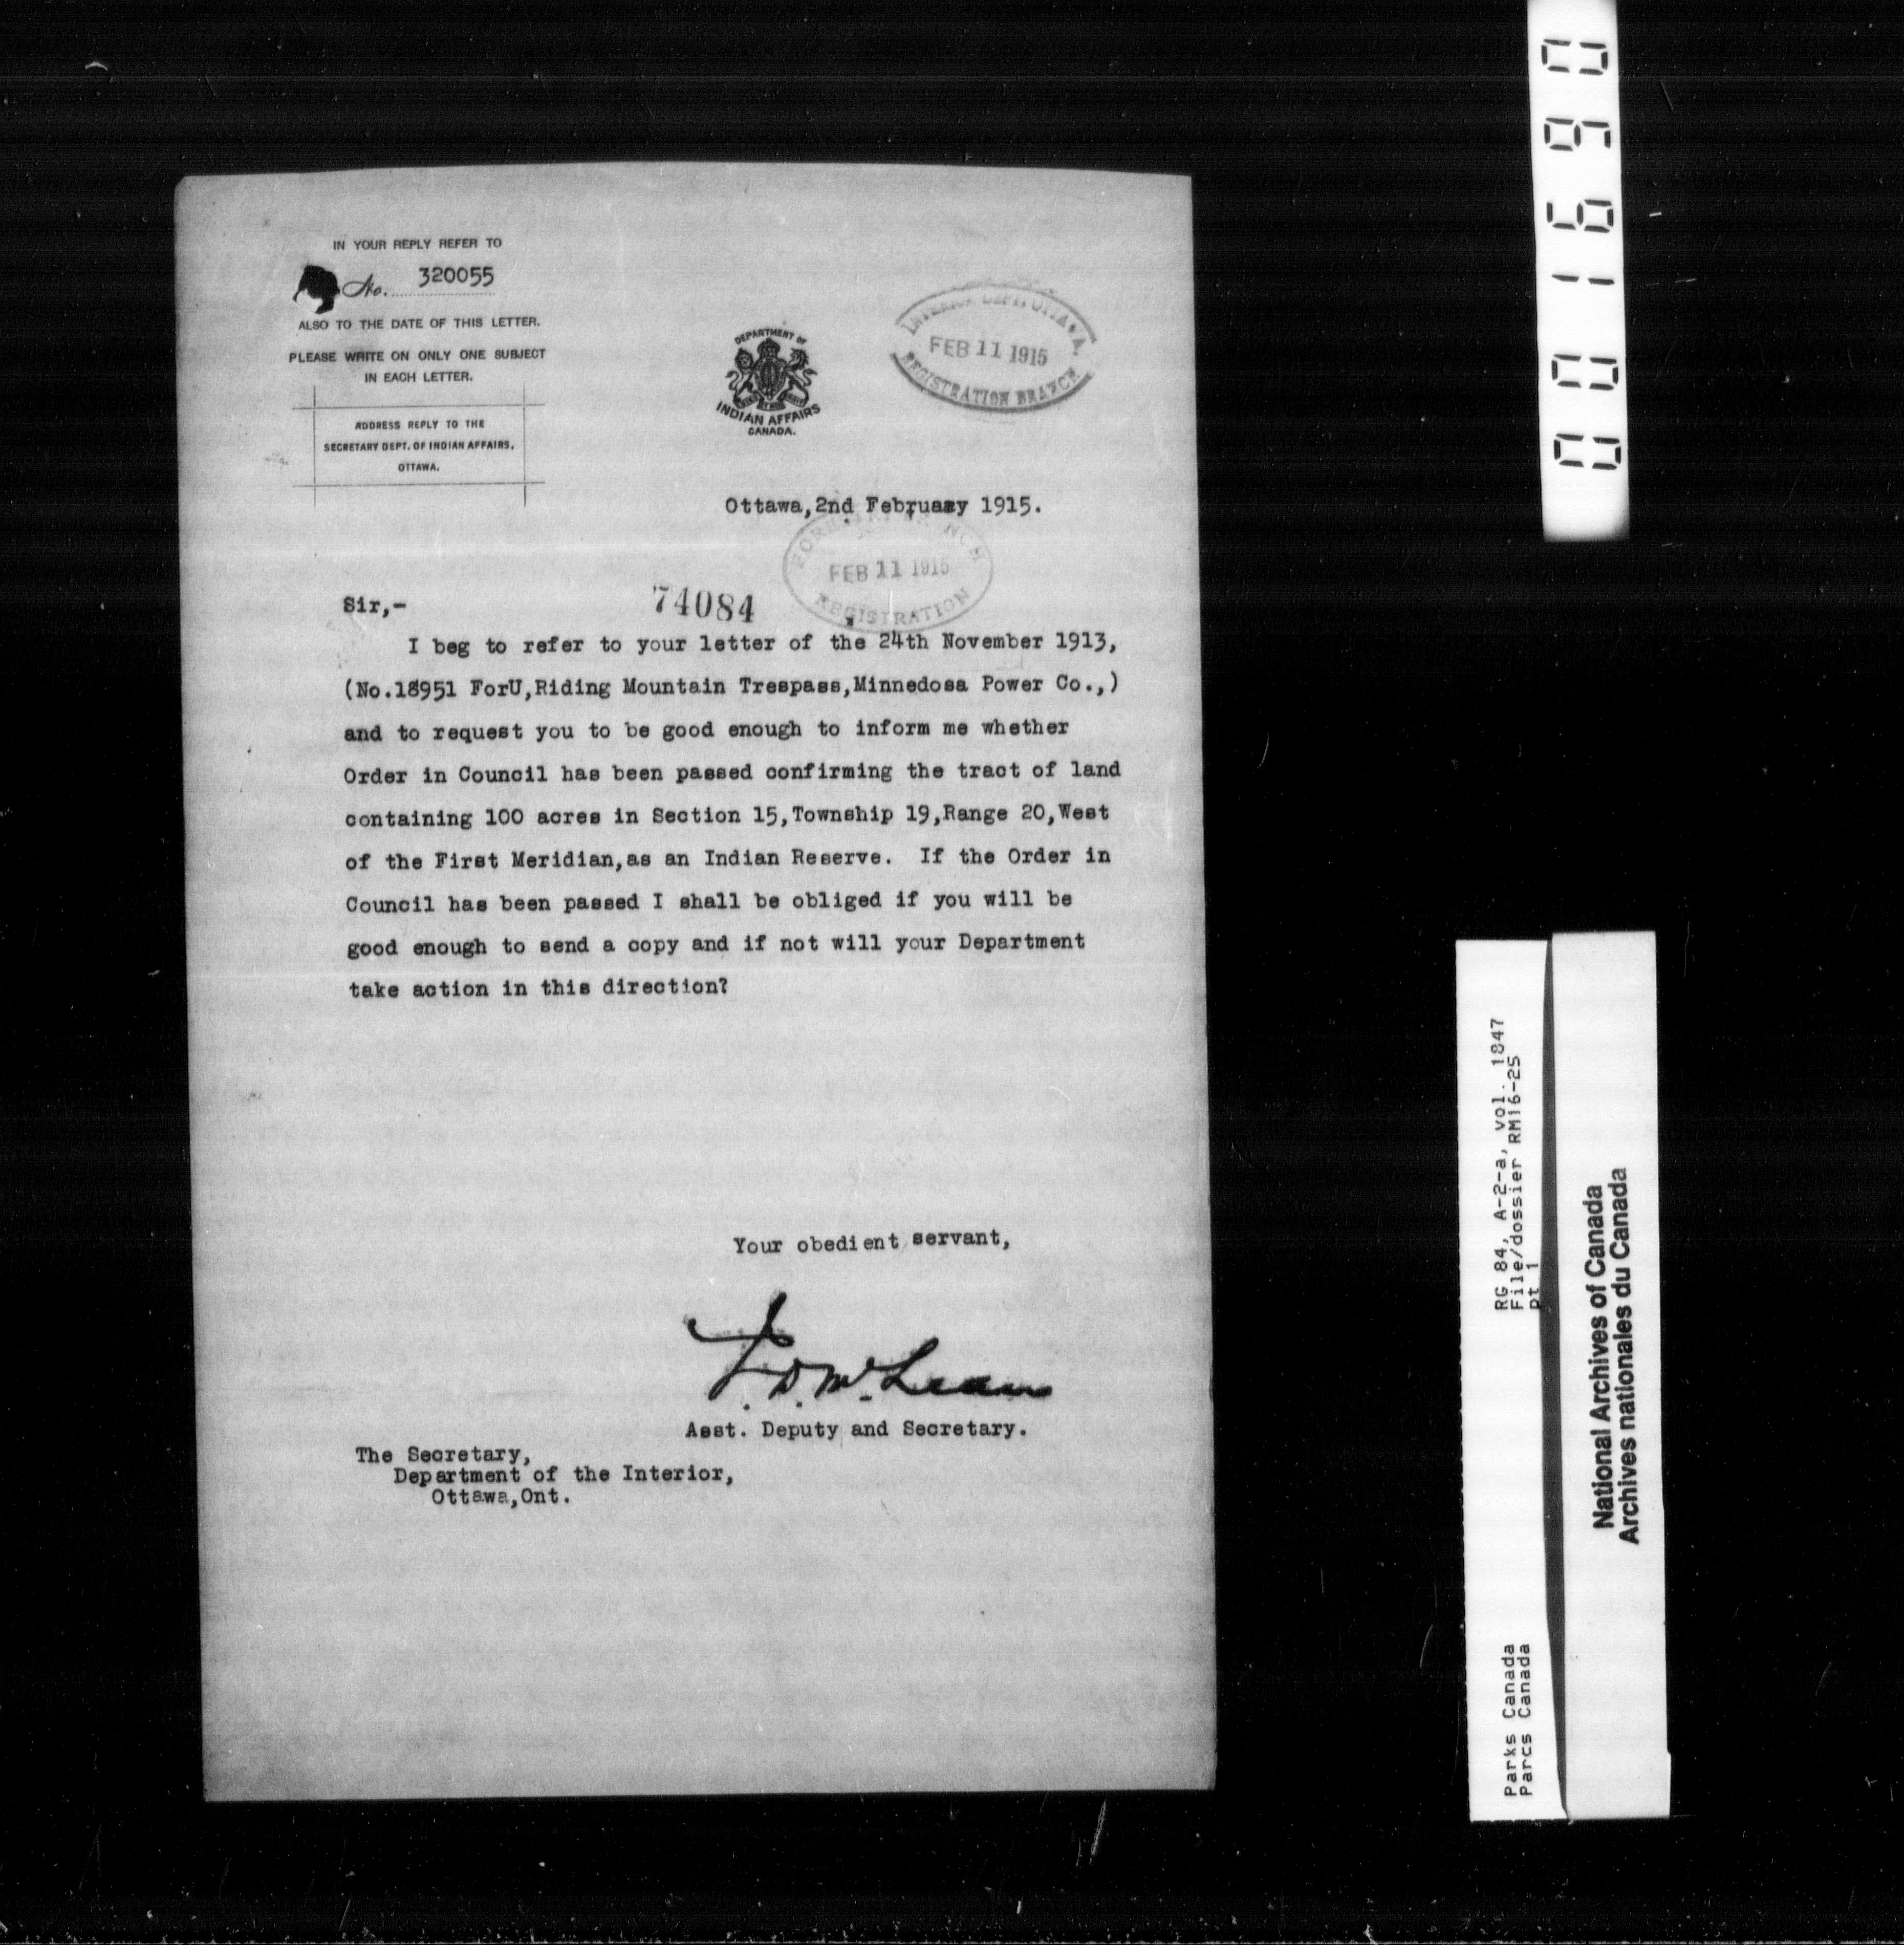 IN YOUR REPLY REFER TO
No. 320055
ALSO TO THE DATE OF THIS LETTER.
PLEASE WRITE ON ONLY ONE SUBJECT
IN EACH LETTER.
ADDRESS REPLY TO THE
SECRETARY DEPT. OF INDIAN AFFAIRS.
OTTAWA.
DEPARTMENT OF
INDIAN AFFAIRS
CANADA.
INTERIOR DEPT. OTTAWA.
FEB 11 1915
REGISTRATION BRANCH
Ottawa,2nd February 1915.
FORESTRY BRANCH
FEB 11 1915
REGISTRATION
Sir,-
74084
I beg to refer to your letter of the 24th November 1913,
(No.18951 ForU,Riding Mountain Trespass,Minnedosa Power Co.,)
and to request you to be good enough to inform me whether
Order in Council has been passed confirming the tract of land
containing 100 acres in Section 15,Township 19,Range 20,West
of the First Meridian,as an Indian Reserve. If the Order in
Council has been passed I shall be obliged if you will be
good enough to send a copy and if not will your Department
take action in this direction?
Your obedient servant,
J. D. McLean
Asst. Deputy and Secretary.
The Secretary,
Department of the Interior,
Ottawa,Ont.
001690
RG 84, A-2-a, vol. 1847
File/dossier RM16-25
pt 1
Parks Canada
Parcs Canada
National Archives of Canada
Archives nationales du Canada